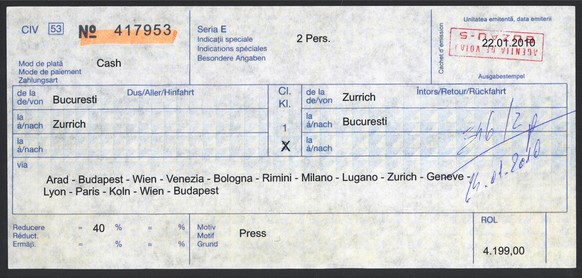 CIV 53 № 417953
Seria E
Indicaţii speciale
Indications spéciales
Besondere Angaben
2 Pers.
Unitatea emitentă, data emiterii
22.01.2010
Cachet d'émission
Ausgabestempel
Mod de plată
Mode de paiement
Zahlungsart
Cash
Dus/Aller/Hinfahrt
Cl.
Kl.
Întors/Retour/Rückfahrt
de la
de/von
Bucuresti
de la
de/von
Zurrich
la
à/nach
Zurrich
1
la
à/nach
Bucuresti
la
à/nach
X
la
à/nach
via
Arad - Budapest - Wien - Venezia - Bologna - Rimini - Milano - Lugano - Zurich - Geneve -
Lyon - Paris - Koln - Wien - Budapest
Reducere
Réduct.
Ermäß.
40 % %
Motiv
Motif
Grund
Press
ROL
4.199,00